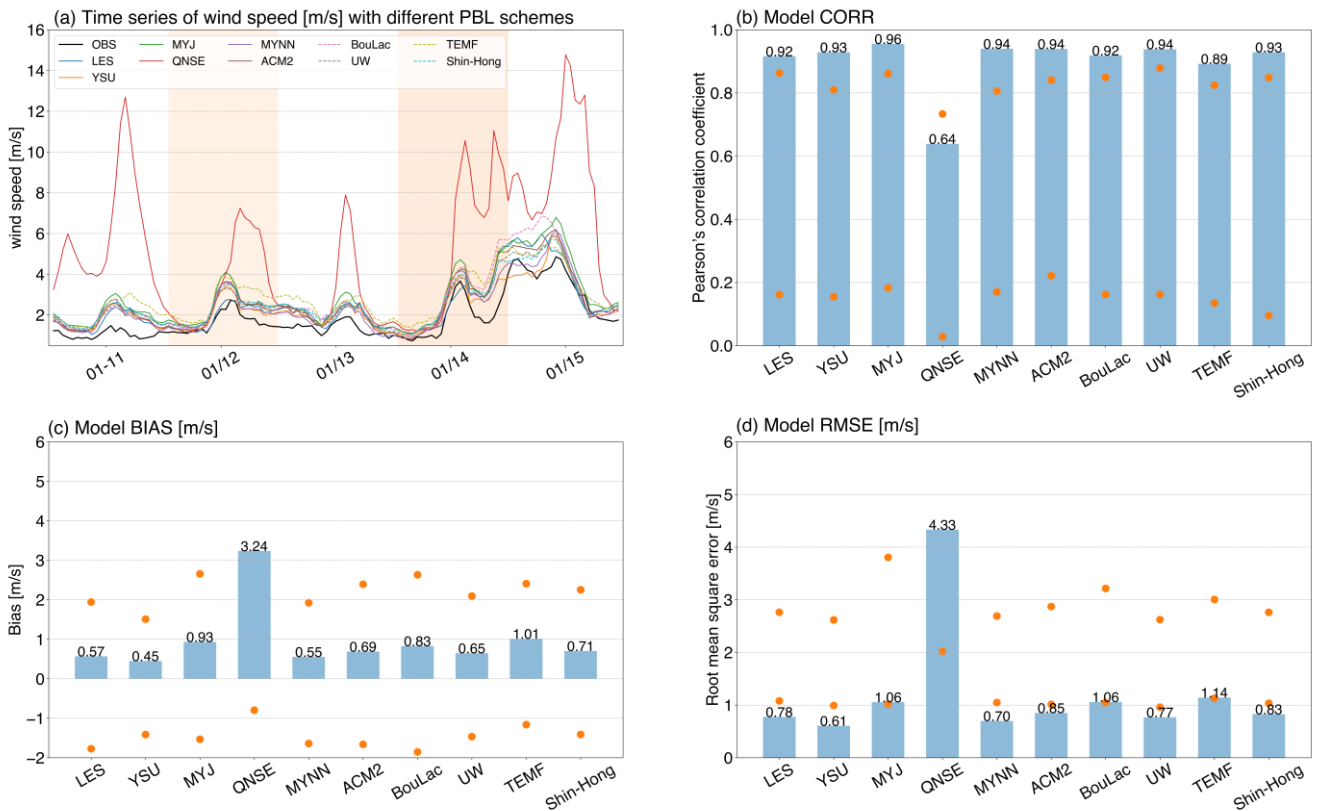 (a) Time series of wind speed [m/s] with different PBL schemes
16
14
12
10
8
6
4
2
wind speed [m/s]
OBS MYJ MYNN BouLac TEMF
LES QNSE ACM2 UW Shin-Hong
YSU
01-11 01/12 01/13 01/14 01/15
(b) Model CORR
1.0
0.8
0.6
0.4
0.2
0.0
Pearson's correlation coefficient
0.92 0.93 0.96 0.64 0.94 0.94 0.92 0.94 0.89 0.93
LES YSU MYJ QNSE MYNN ACM2 BouLac UW TEMF Shin-Hong
(c) Model BIAS [m/s]
6
5
4
3
2
1
0
−1
−2
Bias [m/s]
0.57 0.45 0.93 3.24 0.55 0.69 0.83 0.65 1.01 0.71
LES YSU MYJ QNSE MYNN ACM2 BouLac UW TEMF Shin-Hong
(d) Model RMSE [m/s]
6
5
4
3
2
1
0
Root mean square error [m/s]
0.78 0.61 1.06 4.33 0.70 0.85 1.06 0.77 1.14 0.83
LES YSU MYJ QNSE MYNN ACM2 BouLac UW TEMF Shin-Hong